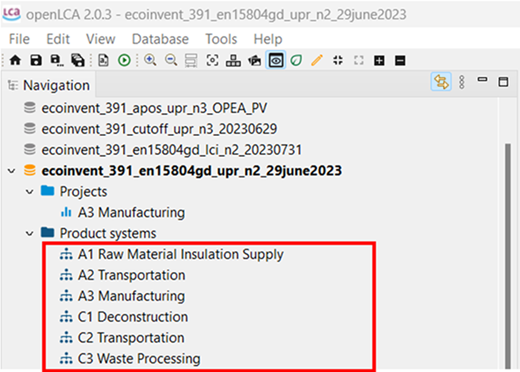 LCA openLCA 2.0.3 - ecoinvent_391_en15804gd_upr_n2_29june2023
File Edit View Database Tools Help
Navigation
ecoinvent_391_apos_upr_n3_OPEA_PV
ecoinvent_391_cutoff_upr_n3_20230629
ecoinvent_391_en15804gd_lci_n2_20230731
ecoinvent_391_en15804gd_upr_n2_29june2023
Projects
A3 Manufacturing
Product systems
A1 Raw Material Insulation Supply
A2 Transportation
A3 Manufacturing
C1 Deconstruction
C2 Transportation
C3 Waste Processing